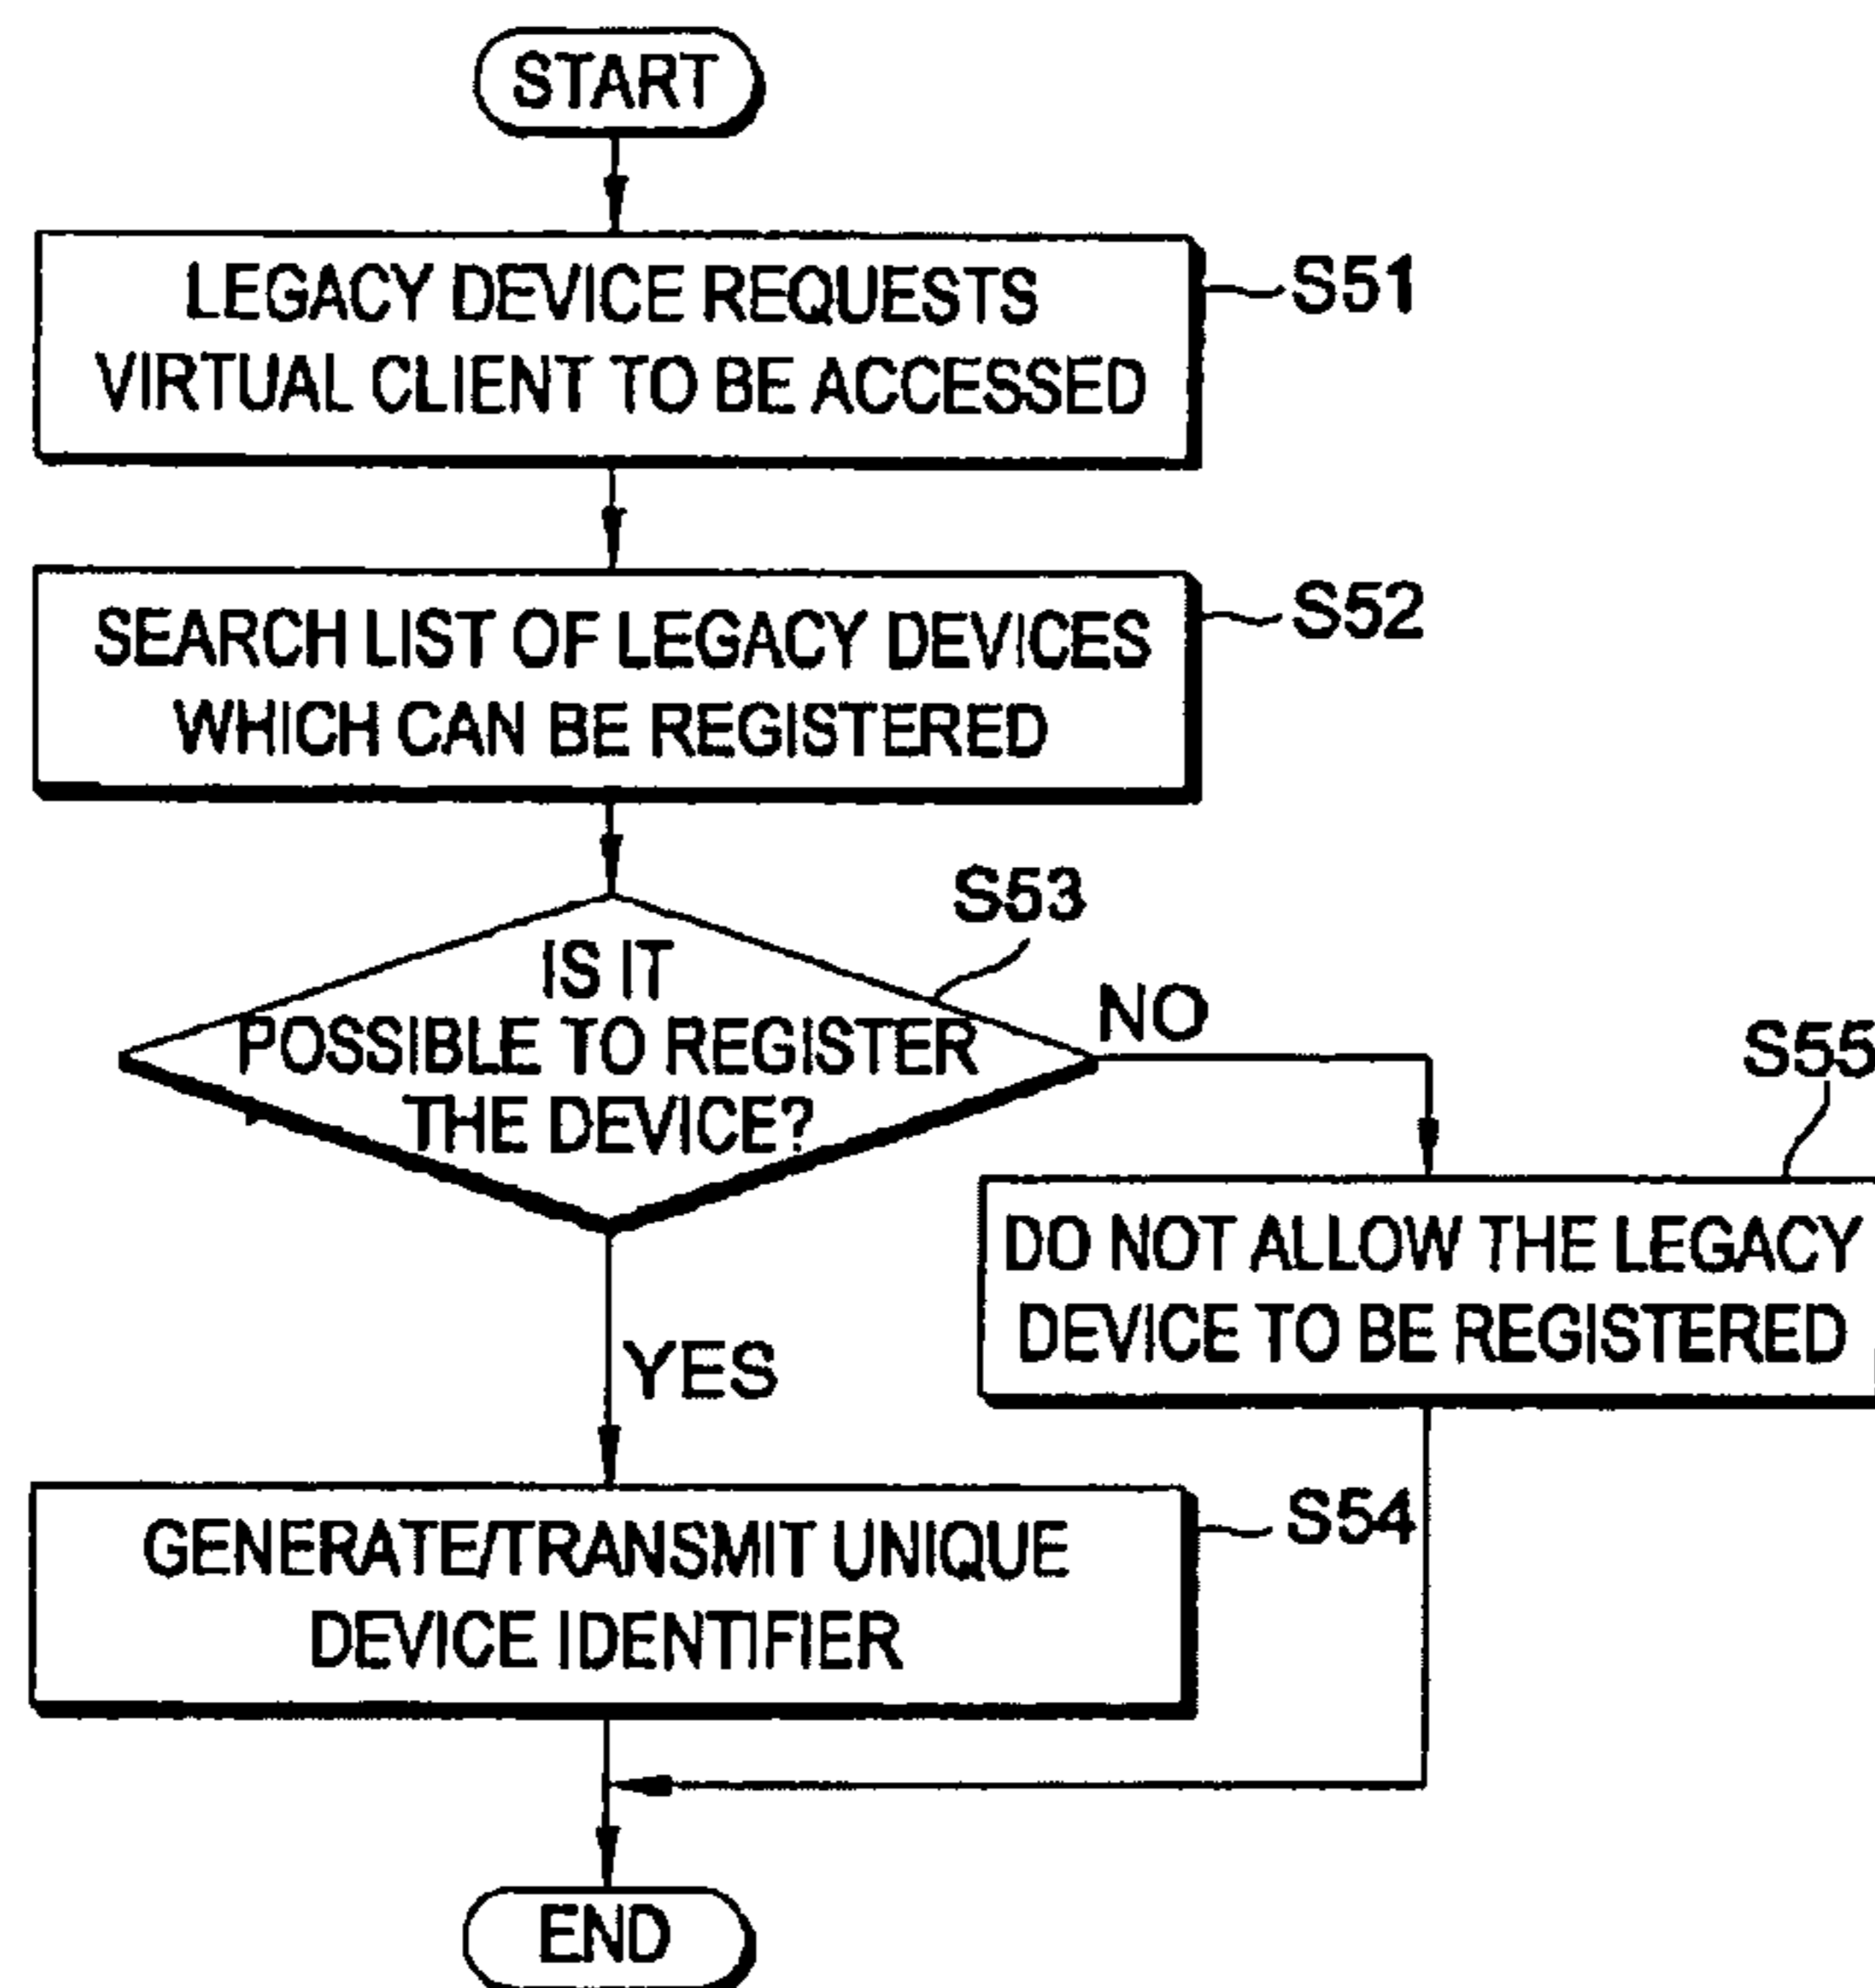 START
LEGACY DEVICE REQUESTS
VIRTUAL CLIENT TO BE ACCESSED
S51
SEARCH LIST OF LEGACY DEVICES
WHICH CAN BE REGISTERED
S52
S53
IS IT
POSSIBLE TO REGISTER
THE DEVICE?
NO
S55
DO NOT ALLOW THE LEGACY
DEVICE TO BE REGISTERED
YES
GENERATE/TRANSMIT UNIQUE
DEVICE IDENTIFIER
S54
END